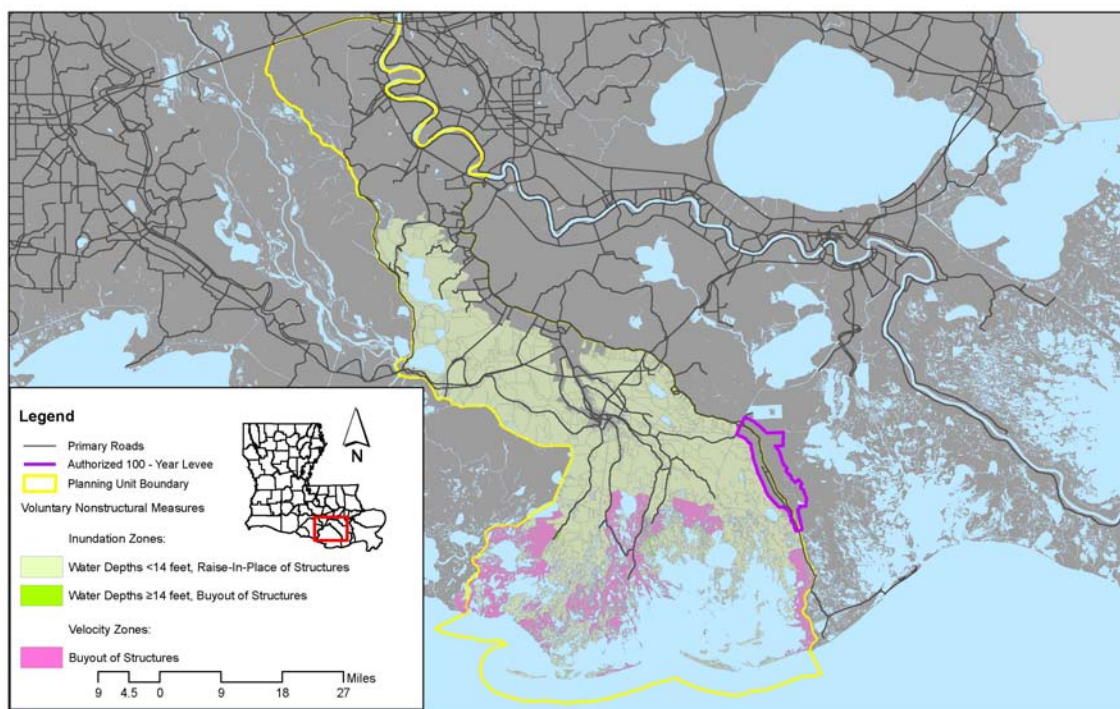 Legend
N
Primary Roads
Authorized 100 - Year Levee
Planning Unit Boundary
Voluntary Nonstructural Measures
Inundation Zones:
Water Depths <14 feet, Raise-In-Place of Structures
Water Depths ≥14 feet, Buyout of Structures
Velocity Zones:
Buyout of Structures
Miles
9 4.5 0 9 18 27